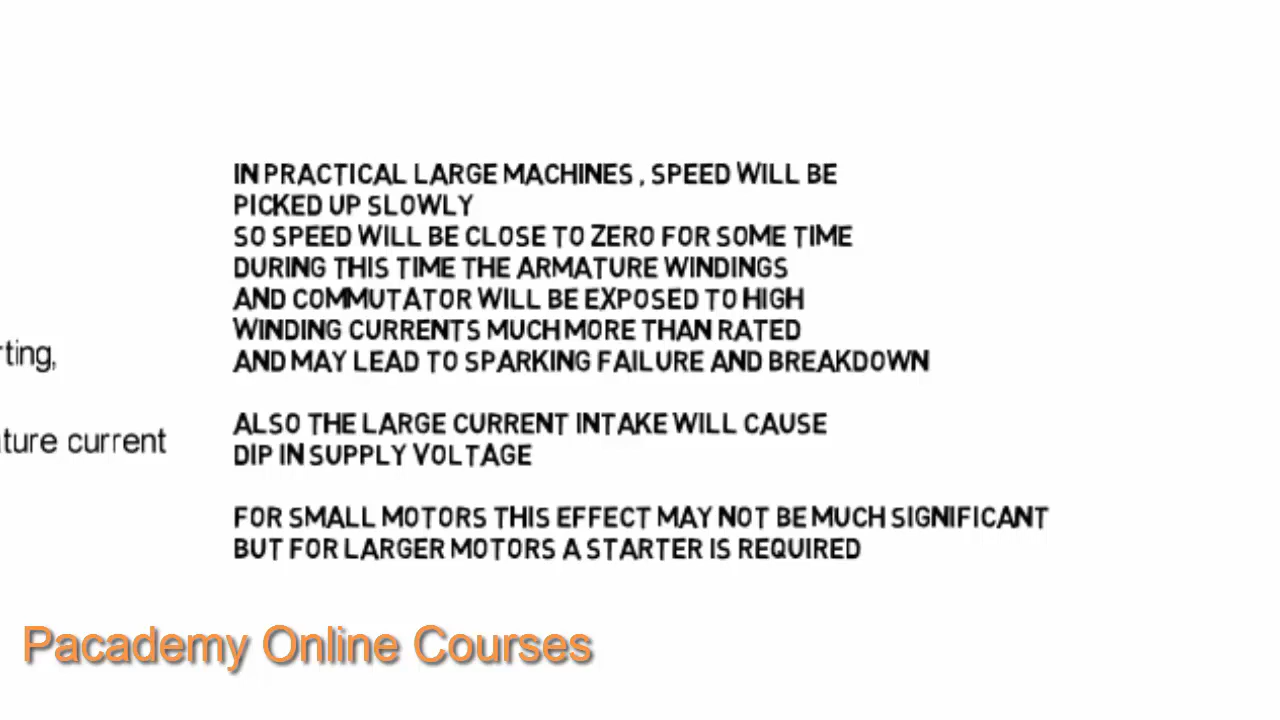 IN PRACTICAL LARGE MACHINES , SPEED WILL BE
PICKED UP SLOWLY
SO SPEED WILL BE CLOSE TO ZERO FOR SOME TIME
DURING THIS TIME THE ARMATURE WINDINGS
AND COMMUTATOR WILL BE EXPOSED TO HIGH
WINDING CURRENTS MUCH MORE THAN RATED
rting,
AND MAY LEAD TO SPARKING FAILURE AND BREAKDOWN
ALSO THE LARGE CURRENT INTAKE WILL CAUSE
ture current
DIP IN SUPPLY VOLTAGE
FOR SMALL MOTORS THIS EFFECT MAY NOT BE MUCH SIGNIFICANT
BUT FOR LARGER MOTORS A STARTER IS REQUIRED
Pacademy Online Courses